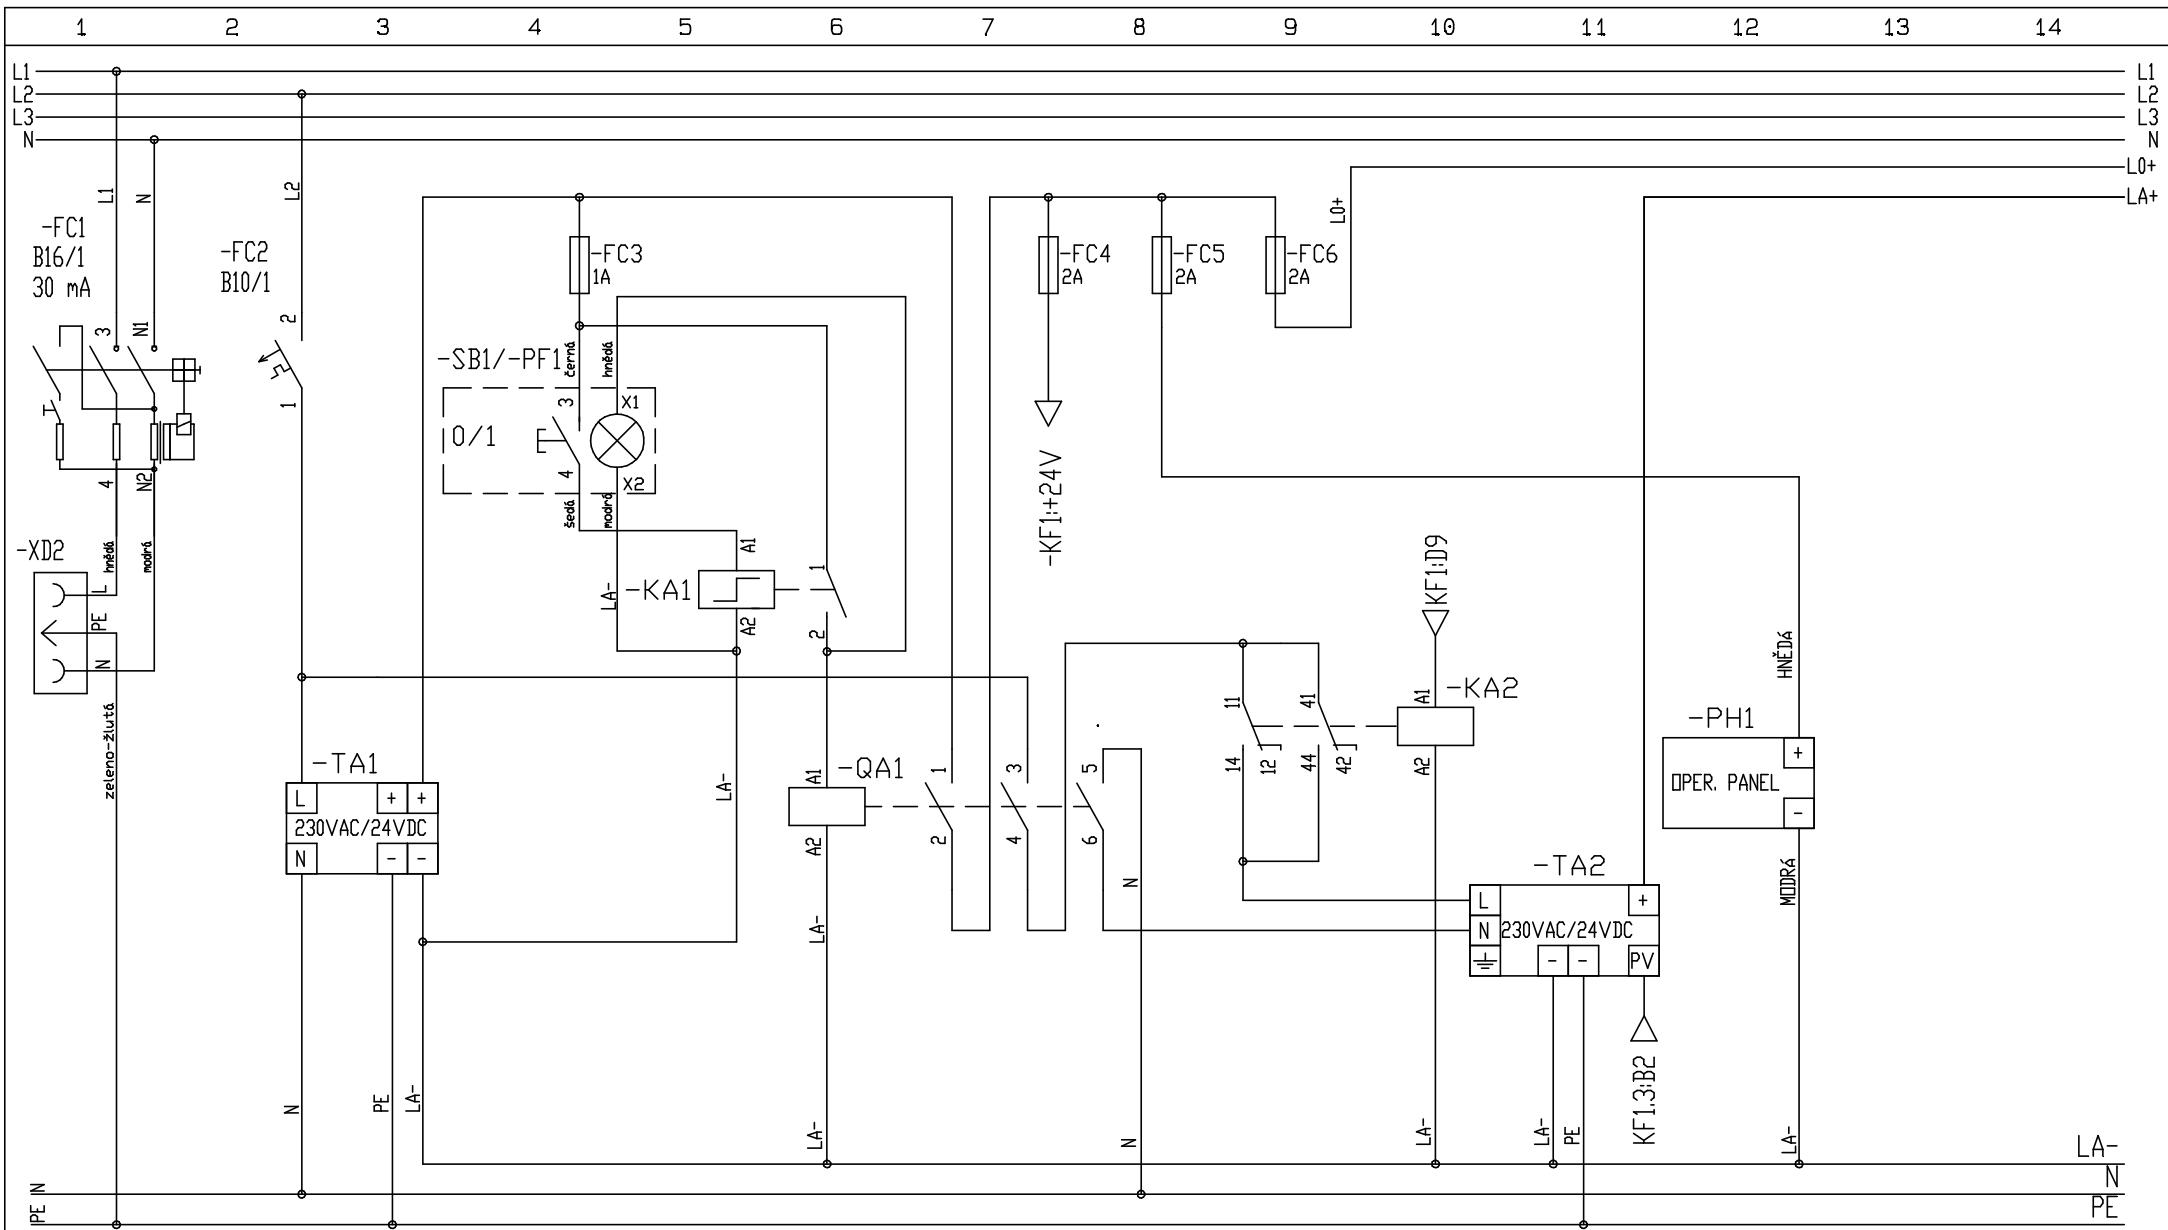 1 2 3 4 5 6 7 8 9 10 11 12 13 14
L1 L1
L2 L2
L3 L3
N N
L0+
LA+
L1
N
L2
L0+
-FC1
B16/1
30 mA
-FC2
B10/1
-FC3
1A
-FC4
2A
-FC5
2A
-FC6
2A
3
N1
2
1
4
N2
-SB1/-PF1
černá
hnědá
0/1
3
X1
4
X2
šedá
modrá
-KF1:+24V
-XD2
hnědá
modrá
L
PE
N
zeleno-žlutá
LA-
-KA1
A1
A2
1
2
KF1:D9
-KA2
A1
A2
11
14
12
41
44
42
HNĚDÁ
-PH1
+
OPER. PANEL
-
MODRÁ
-TA1
L + +
230VAC/24VDC
N - -
LA-
-QA1
A1
A2
1
2
3
4
5
6
N
LA-
-TA2
L +
N 230VAC/24VDC
- - PV
KF1.3:B2
N
PE
LA-
LA-
N
LA-
LA-
PE
LA-
LA-
N N
PE PE